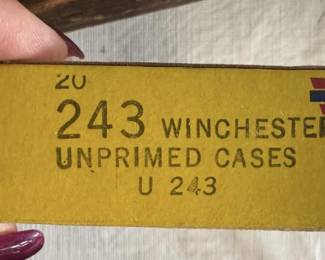 20
243 WINCHESTER
UNPRIMED CASES
U 243